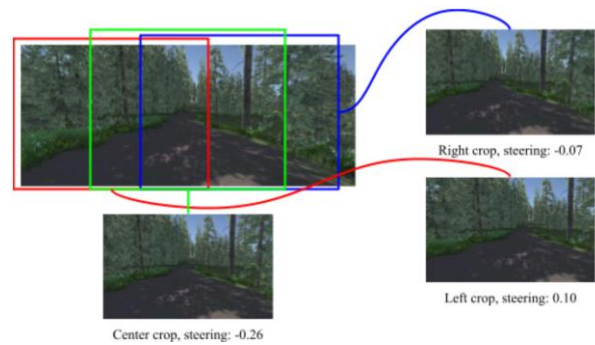 Right crop, steering: -0.07
Left crop, steering: 0.10
Center crop, steering: -0.26